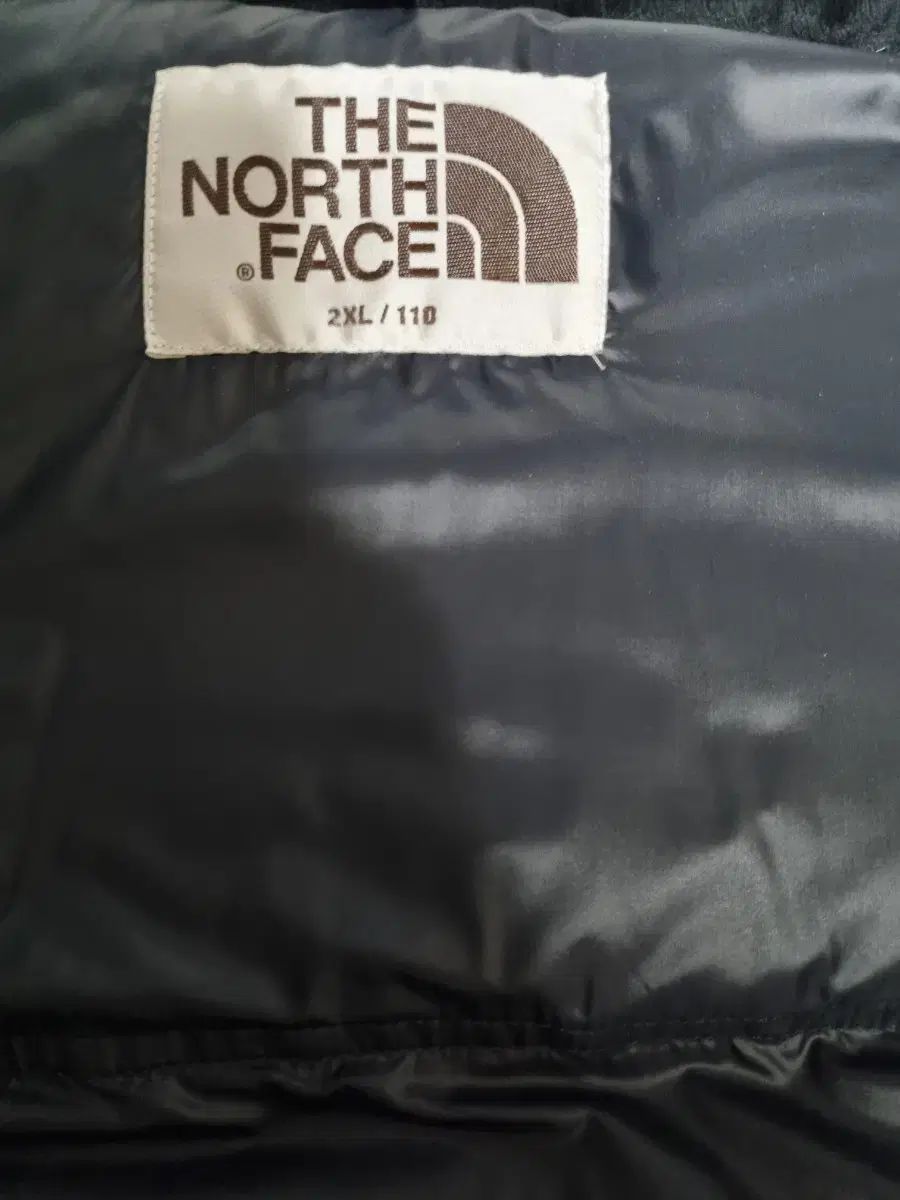 THE
NORTH
®FACE
2XL / 110